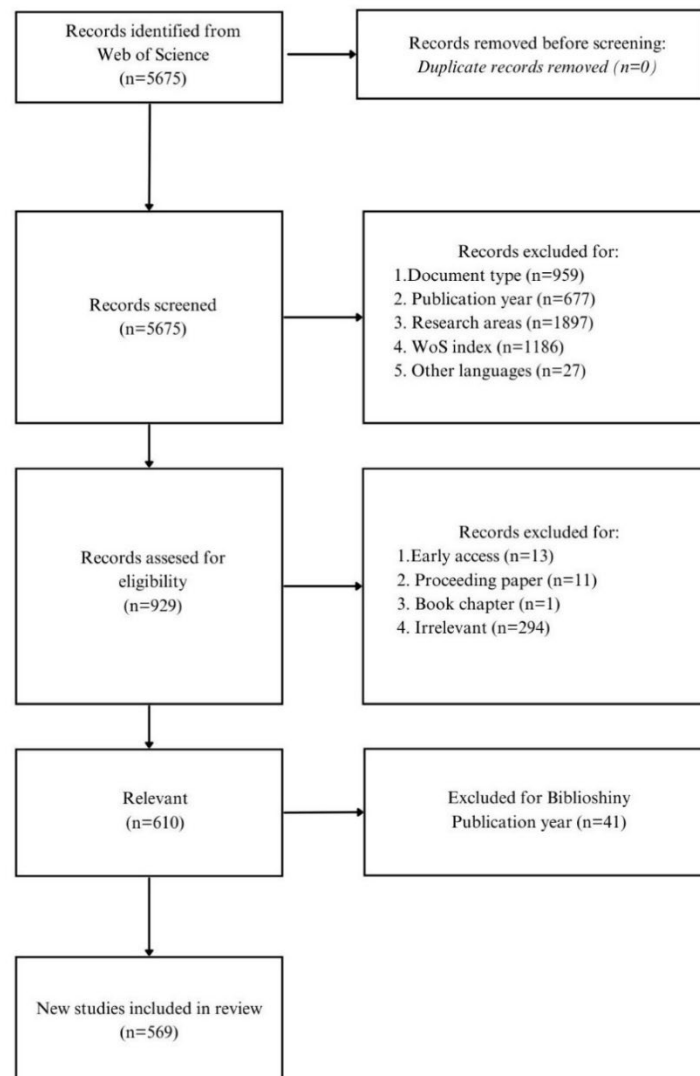 Records identified from
Web of Science
(n=5675)
Records removed before screening:
Duplicate records removed (n=0)
Records screened
(n=5675)
Records excluded for:
1.Document type (n=959)
2. Publication year (n=677)
3. Research areas (n=1897)
4. WoS index (n=1186)
5. Other languages (n=27)
Records assesed for
eligibility
(n=929)
Records excluded for:
1.Early access (n=13)
2. Proceeding paper (n=11)
3. Book chapter (n=1)
4. Irrelevant (n=294)
Relevant
(n=610)
Excluded for Biblioshiny
Publication year (n=41)
New studies included in review
(n=569)